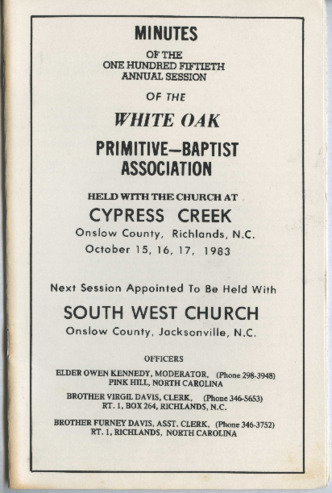 MINUTES
OF THE
ONE HUNDRED FIFTIETH
ANNUAL SESSION
OF THE
WHITE OAK
PRIMITIVE—BAPTIST
ASSOCIATION
HELD WITH THE CHURCH AT
CYPRESS CREEK
Onslow County, Richlands, N.C.
October 15, 16, 17, 1983
Next Session Appointed To Be Held With
SOUTH WEST CHURCH
Onslow County, Jacksonville, N.C.
OFFICERS
ELDER OWEN KENNEDY, MODERATOR, (Phone 298-3948)
PINK HILL, NORTH CAROLINA
BROTHER VIRGIL DAVIS, CLERK, (Phone 346-5653)
RT. 1, BOX 264, RICHLANDS, N.C.
BROTHER FURNEY DAVIS, ASST. CLERK, (Phone 346-3752)
RT. 1, RICHLANDS, NORTH CAROLINA